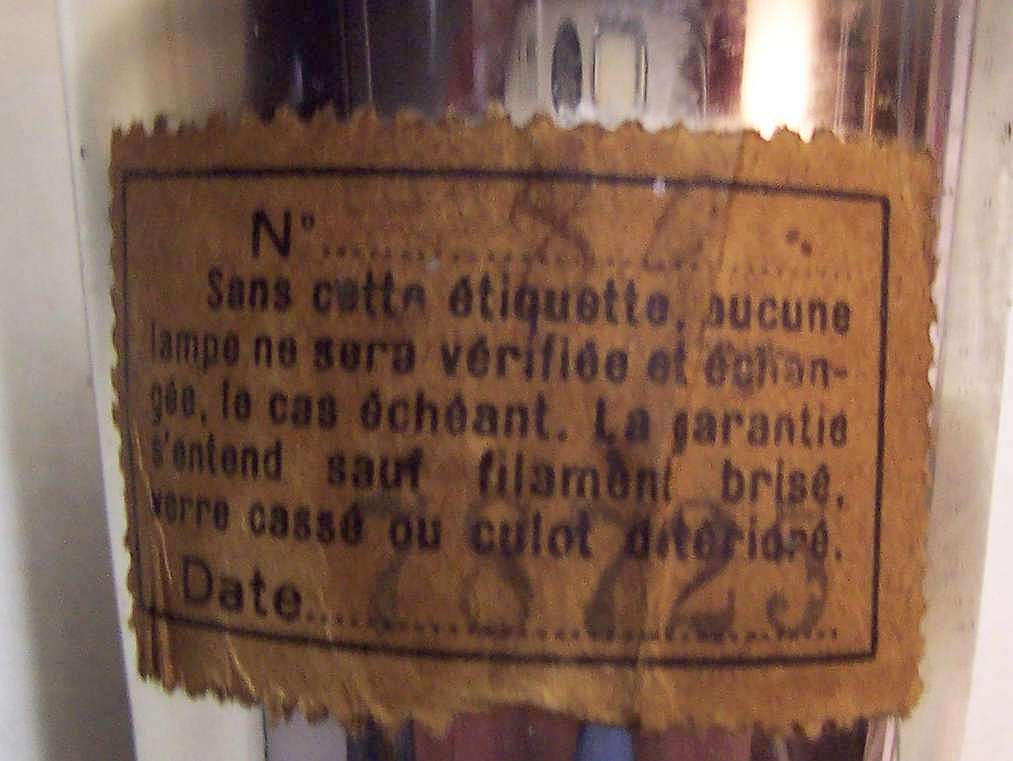 N°
Sans cette étiquette, aucune
lampe ne sera vérifiée et échan-
gée, le cas échéant. La garantie
s'entend sauf filament brisé,
verre cassé ou culot détérioré.
Date 78723